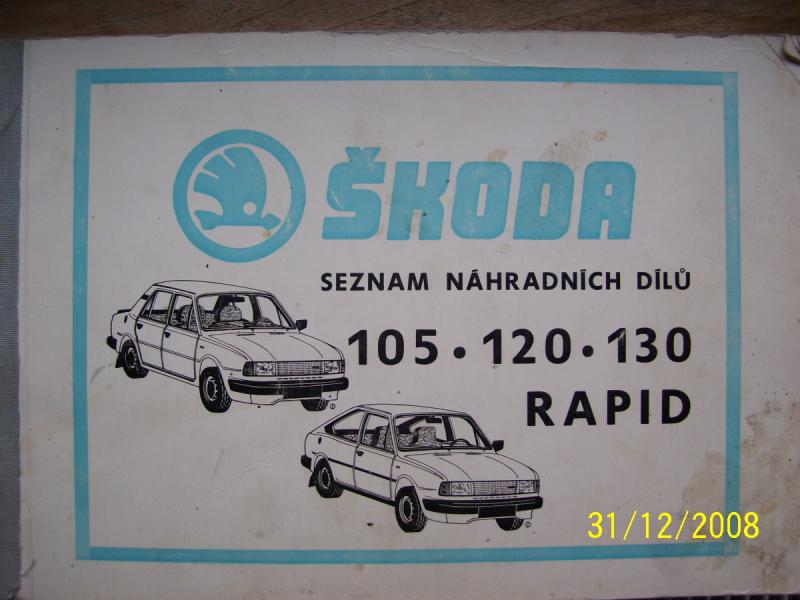 ŠKODA
SEZNAM NÁHRADNÍCH DÍLŮ
105 • 120 • 130
RAPID
31/12/2008